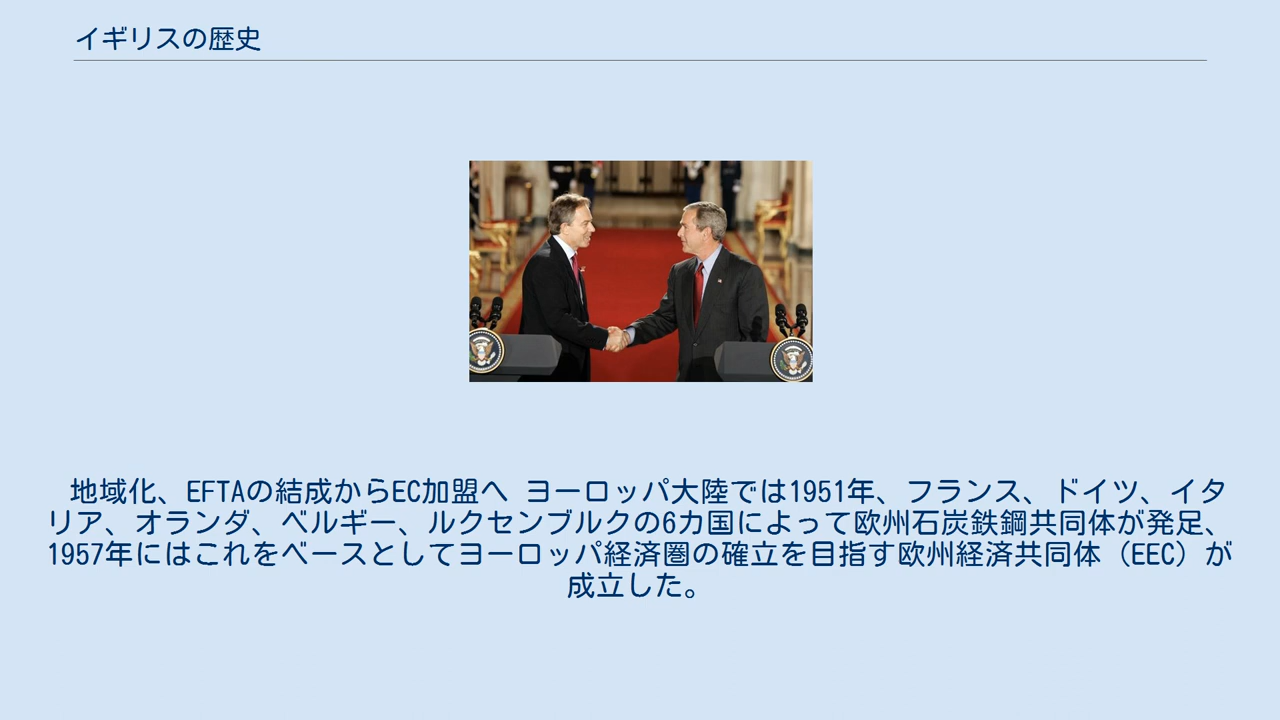 イギリスの歴史
地域化、EFTAの結成からEC加盟へ ヨーロッパ大陸では1951年、フランス、ドイツ、イタ
リア、オランダ、ベルギー、ルクセンブルクの6カ国によって欧州石炭鉄鋼共同体が発足、
1957年にはこれをベースとしてヨーロッパ経済圏の確立を目指す欧州経済共同体（EEC）が
成立した。